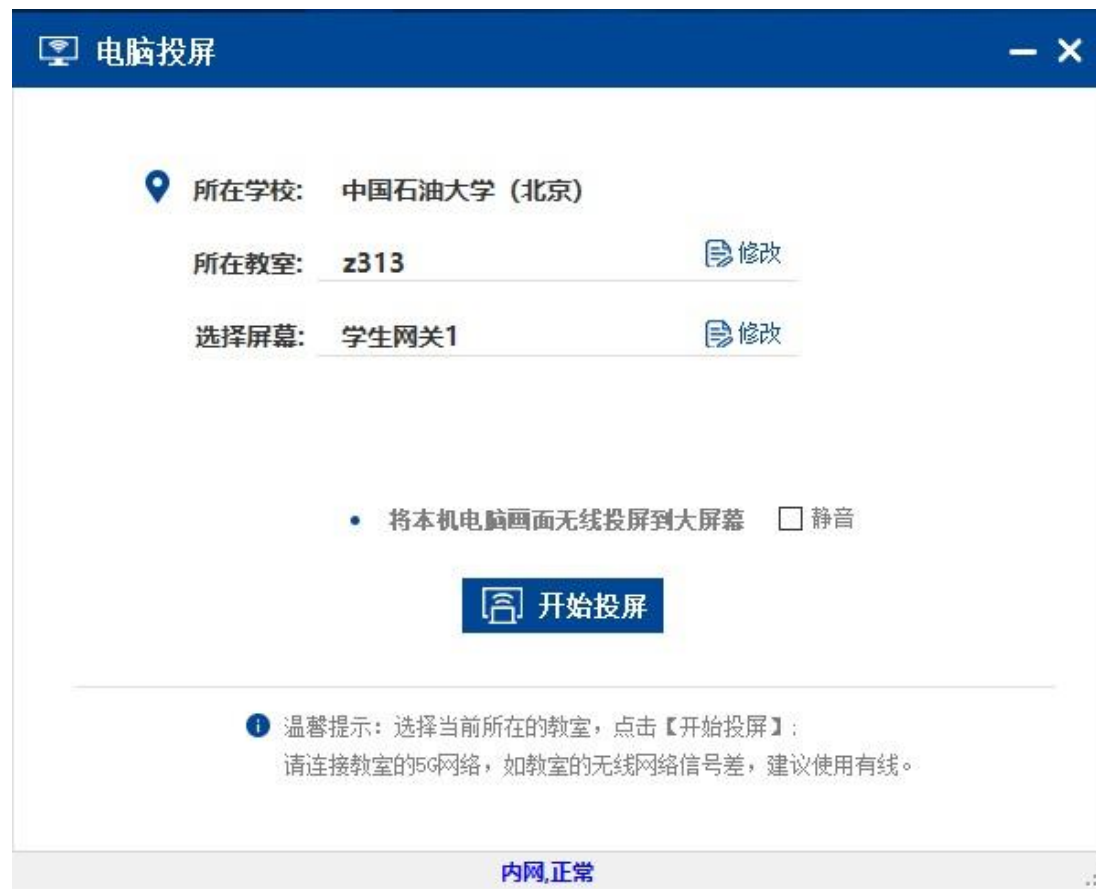 电脑投屏
所在学校: 中国石油大学（北京）
所在教室: z313 修改
选择屏幕: 学生网关1 修改
• 将本机电脑画面无线投屏到大屏幕 静音
开始投屏
温馨提示：选择当前所在的教室，点击【开始投屏】;
请连接教室的5G网络，如教室的无线网络信号差，建议使用有线。
内网,正常